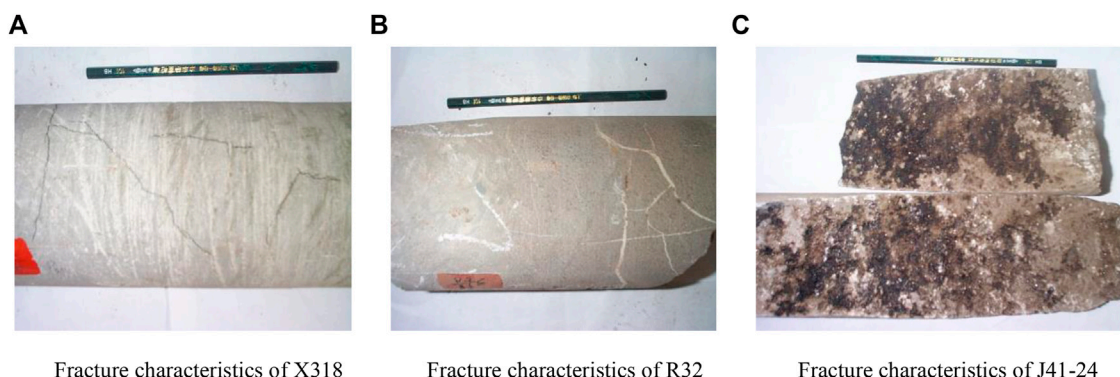 A
B
C
Fracture characteristics of X318
Fracture characteristics of R32
Fracture characteristics of J41-24